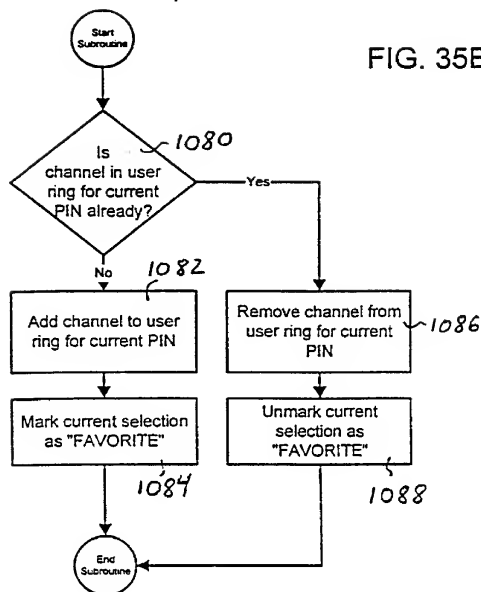 Start
Subroutine
FIG. 35E
1080
Is
channel in user
ring for current
PIN already?
Yes
No
1082
Add channel to user
ring for current PIN
Remove channel from
user ring for current
PIN
1086
Mark current selection
as "FAVORITE"
1084
Unmark current
selection as
"FAVORITE"
1088
End
Subroutine